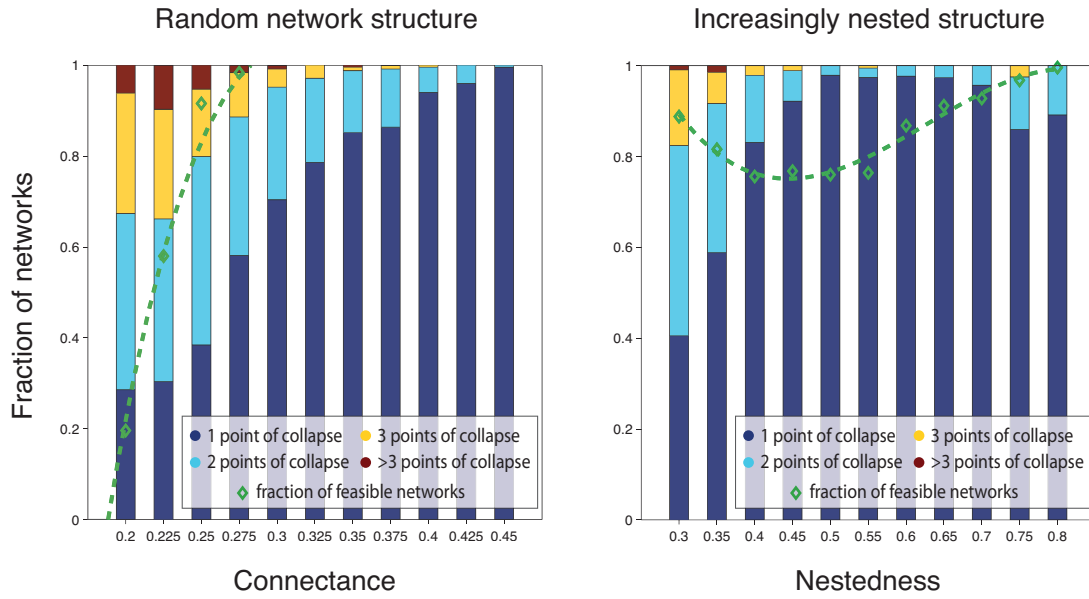 Random network structure
Increasingly nested structure
Fraction of networks
1
0.8
0.6
0.4
0.2
0
1 point of collapse
3 points of collapse
2 points of collapse
>3 points of collapse
fraction of feasible networks
0.2 0.225 0.25 0.275 0.3 0.325 0.35 0.375 0.4 0.425 0.45
Connectance
1
0.8
0.6
0.4
0.2
0
1 point of collapse
3 points of collapse
2 points of collapse
>3 points of collapse
fraction of feasible networks
0.3 0.35 0.4 0.45 0.5 0.55 0.6 0.65 0.7 0.75 0.8
Nestedness